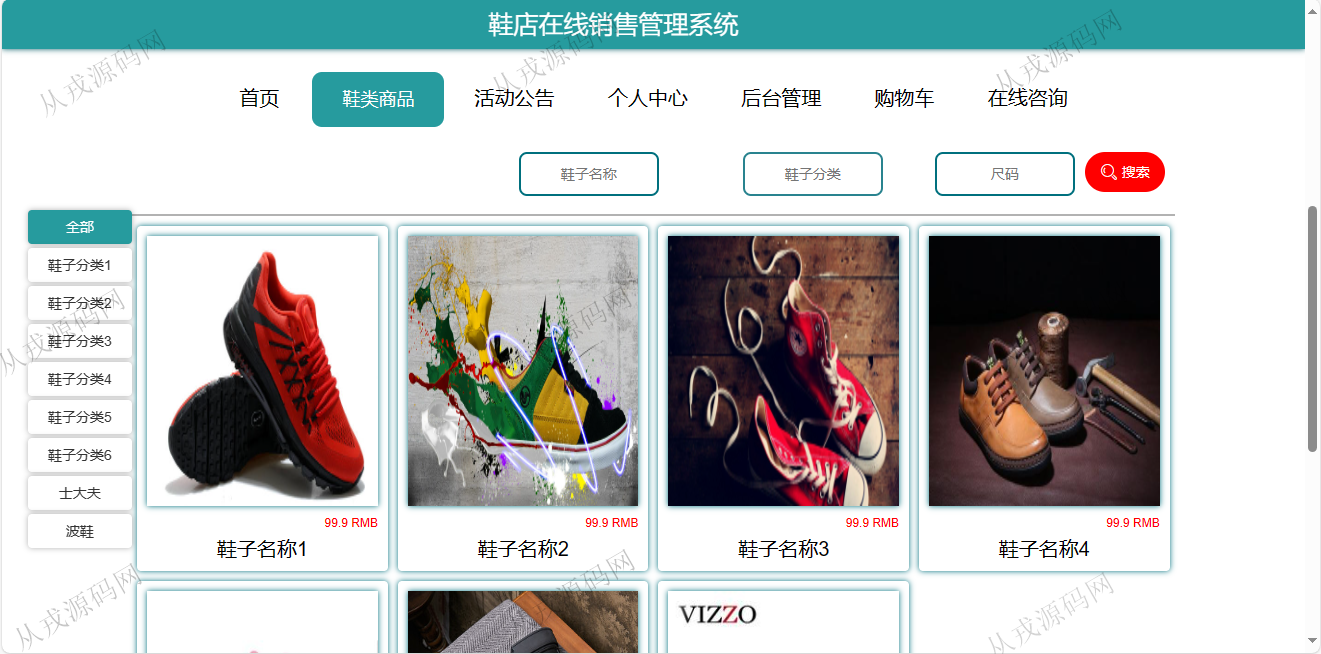 鞋店在线销售管理系统
首页 鞋类商品 活动公告 个人中心 后台管理 购物车 在线咨询
鞋子名称 鞋子分类 尺码 搜索
全部
鞋子分类1
鞋子分类2
鞋子分类3
鞋子分类4
鞋子分类5
鞋子分类6
士大夫
波鞋
99.9 RMB
鞋子名称1
99.9 RMB
鞋子名称2
99.9 RMB
鞋子名称3
99.9 RMB
鞋子名称4
VIZZO
从戎源码网
从戎源码网
从戎源码网
从戎源码网
从戎源码网
从戎源码网
从戎源码网
从戎源码网